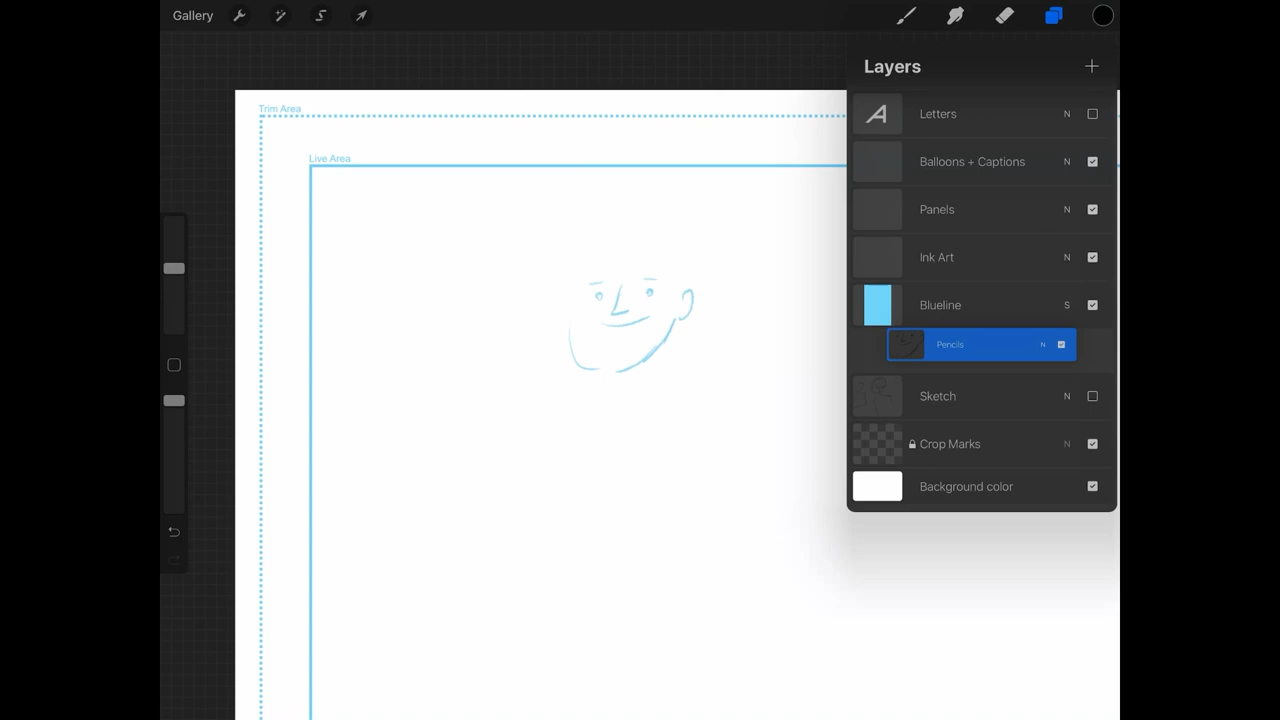 Gallery
Layers
Trim Area
Letters N
Live Area
Balloons + Captions N
Panels N
Ink Art N
Blueline S
Pencils N
Sketch N
Crop Marks N
Background color